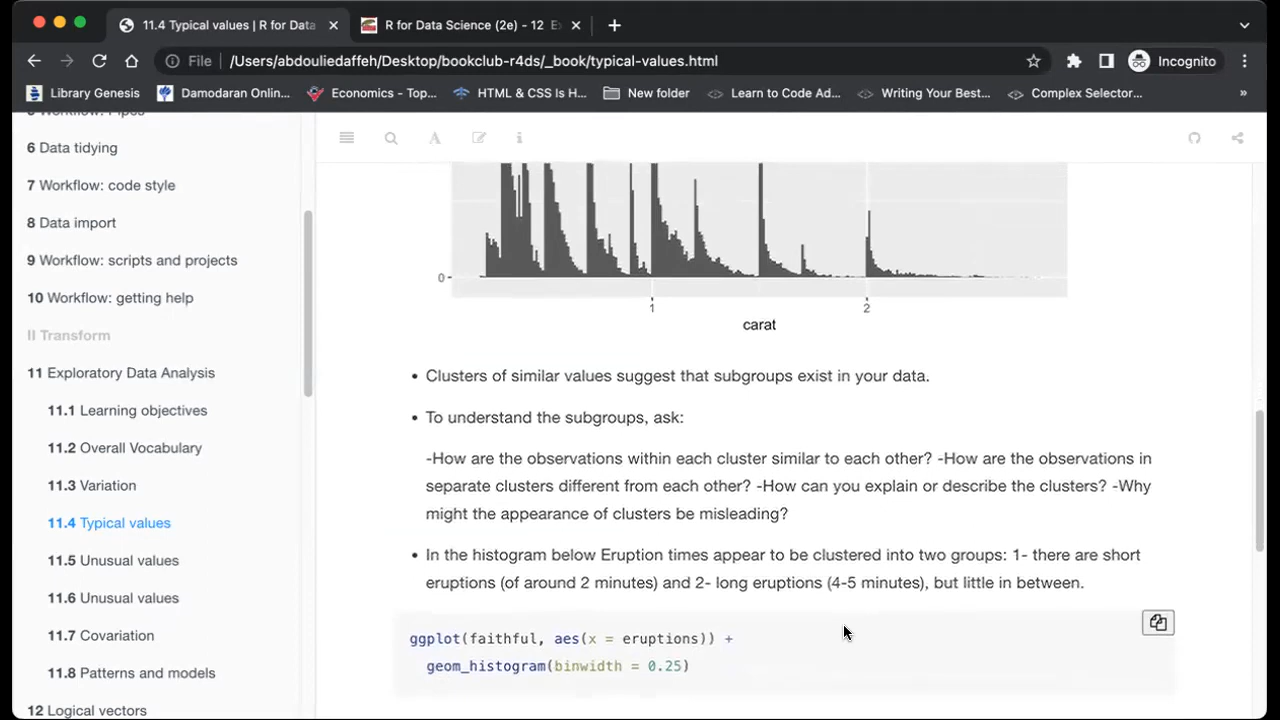 11.4 Typical values | R for Data
R for Data Science (2e) - 12 Ex
File /Users/abdouliedaffeh/Desktop/bookclub-r4ds/_book/typical-values.html
Incognito
Library Genesis
Damodaran Onlin...
Economics - Top...
HTML & CSS Is H...
New folder
Learn to Code Ad...
Writing Your Best...
Complex Selector...
»
6 Data tidying
7 Workflow: code style
8 Data import
9 Workflow: scripts and projects
10 Workflow: getting help
II Transform
11 Exploratory Data Analysis
11.1 Learning objectives
11.2 Overall Vocabulary
11.3 Variation
11.4 Typical values
11.5 Unusual values
11.6 Unusual values
11.7 Covariation
11.8 Patterns and models
12 Logical vectors
A
i
0
1
2
carat
• Clusters of similar values suggest that subgroups exist in your data.
• To understand the subgroups, ask:
-How are the observations within each cluster similar to each other? -How are the observations in
separate clusters different from each other? -How can you explain or describe the clusters? -Why
might the appearance of clusters be misleading?
• In the histogram below Eruption times appear to be clustered into two groups: 1- there are short
eruptions (of around 2 minutes) and 2- long eruptions (4-5 minutes), but little in between.
ggplot(faithful, aes(x = eruptions)) +
geom_histogram(binwidth = 0.25)